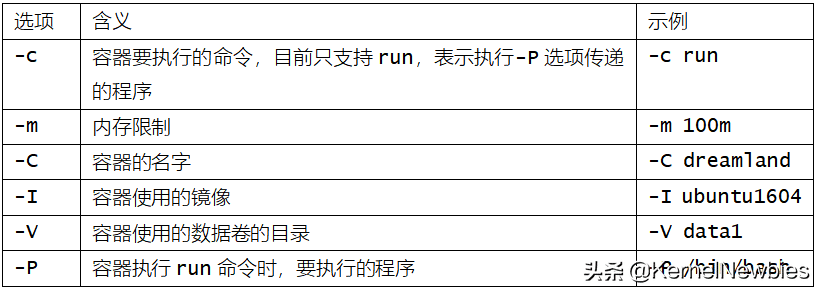 选项 含义 示例
-c 容器要执行的命令，目前只支持 run，表示执行-P 选项传递 -c run
的程序
-m 内存限制 -m 100m
-C 容器的名字 -C dreamland
-I 容器使用的镜像 -I ubuntu1604
-V 容器使用的数据卷的目录 -V data1
-P 容器执行 run 命令时，要执行的程序 -P /bin/bash
头条 @KernelNewbies